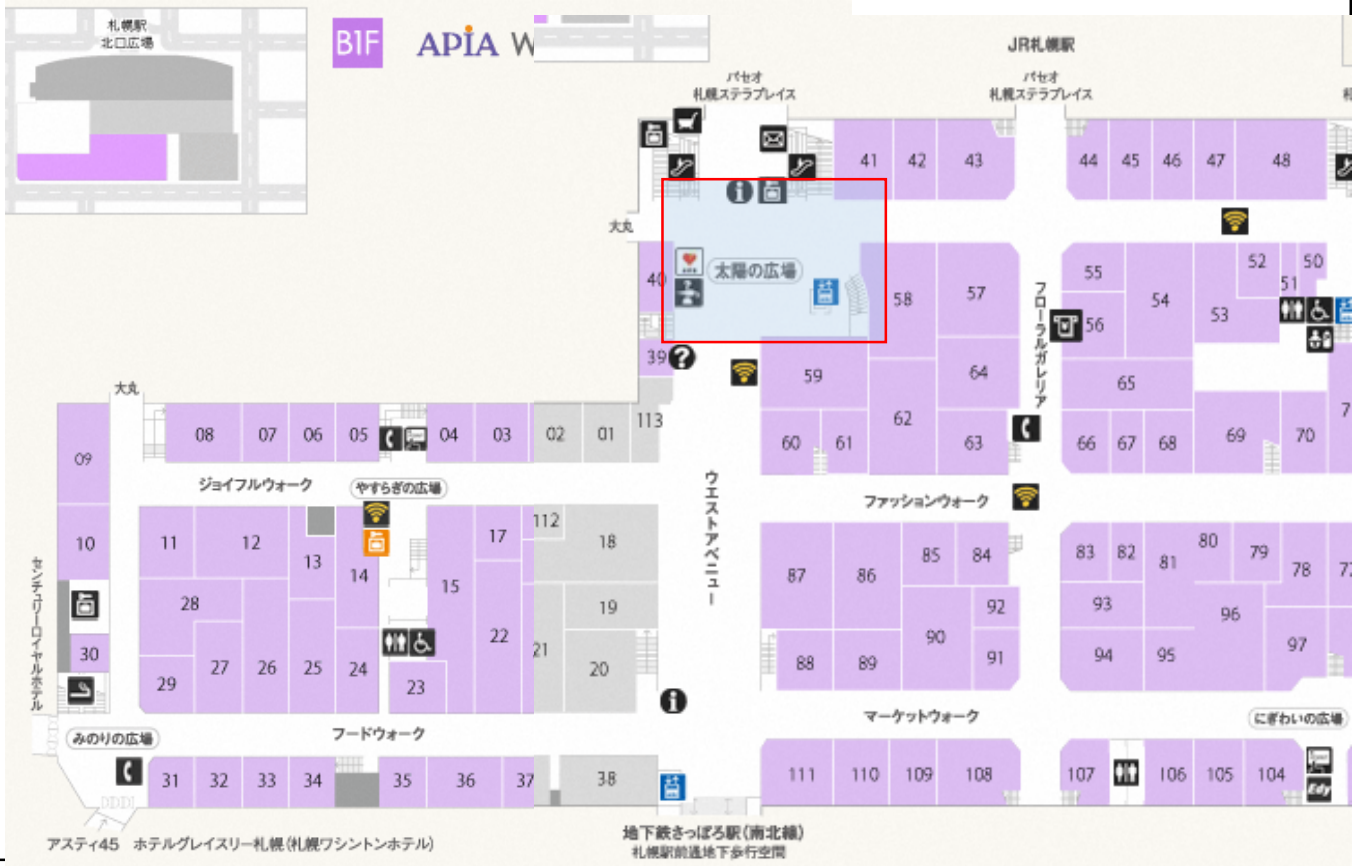 札幌駅
北口広場
B1F APIA W
JR札幌駅
パセオ
札幌ステラプレイス
パセオ
札幌ステラプレイス
札
41 42 43 44 45 46 47 48
大丸
太陽の広場
40
58 57
フローラルガレリア
55 54 52 51 50
56 53
39
59 64 65
大丸
09 08 07 06 05 04 03 02 01 113
60 61 62 63 66 67 68 69 70 7
ジョイフルウォーク
やすらぎの広場
ウエストアベニュー
ファッションウォーク
10 11 12 13 14 15 17 112 18
28 19
87 86 85 84 83 82 81 80 79 78 77
センチュリーロイヤルホテル
30 29 27 26 25 24 23 22 21 20
92 93 96
88 89 90 91 94 95 97
みのりの広場
フードウォーク
マーケットウォーク
にぎわいの広場
31 32 33 34 35 36 37 38
111 110 109 108 107 106 105 104
Edy
アスティ45 ホテルグレイスリー札幌(札幌ワシントンホテル)
地下鉄さっぽろ駅(南北線)
札幌駅前通地下歩行空間